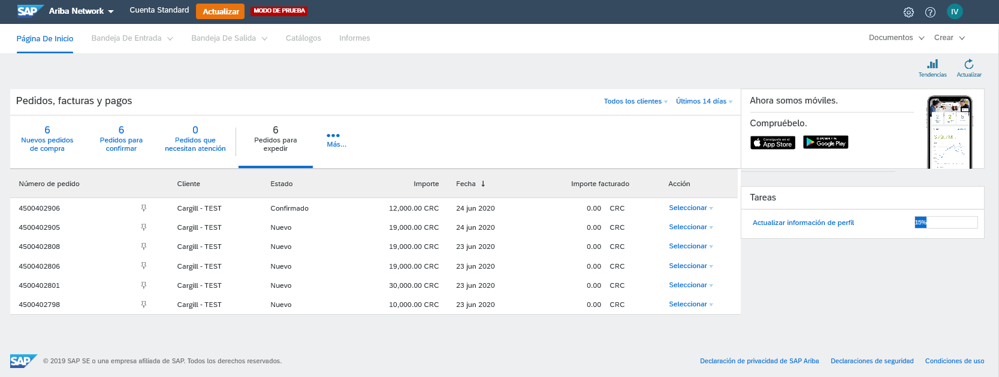 SAP Ariba Network Cuenta Standard Actualizar MODO DE PRUEBA IV
Página De Inicio Bandeja De Entrada Bandeja De Salida Catálogos Informes Documentos Crear
Tendencias Actualizar
Pedidos, facturas y pagos Todos los clientes Últimos 14 días
6 Nuevos pedidos de compra
6 Pedidos para confirmar
0 Pedidos que necesitan atención
6 Pedidos para expedir
Más...
Número de pedido Cliente Estado Importe Fecha ↓ Importe facturado Acción
4500402906 Cargill - TEST Confirmado 12,000.00 CRC 24 jun 2020 0.00 CRC Seleccionar
4500402905 Cargill - TEST Nuevo 19,000.00 CRC 24 jun 2020 0.00 CRC Seleccionar
4500402808 Cargill - TEST Nuevo 19,000.00 CRC 23 jun 2020 0.00 CRC Seleccionar
4500402806 Cargill - TEST Nuevo 19,000.00 CRC 23 jun 2020 0.00 CRC Seleccionar
4500402801 Cargill - TEST Nuevo 30,000.00 CRC 23 jun 2020 0.00 CRC Seleccionar
4500402798 Cargill - TEST Nuevo 10,000.00 CRC 23 jun 2020 0.00 CRC Seleccionar
Ahora somos móviles.
Compruébelo.
Consíguelo en el App Store
DISPONIBLE EN Google Play
Tareas
Actualizar información de perfil 15%
SAP © 2019 SAP SE o una empresa afiliada de SAP. Todos los derechos reservados. Declaración de privacidad de SAP Ariba Declaraciones de seguridad Condiciones de uso